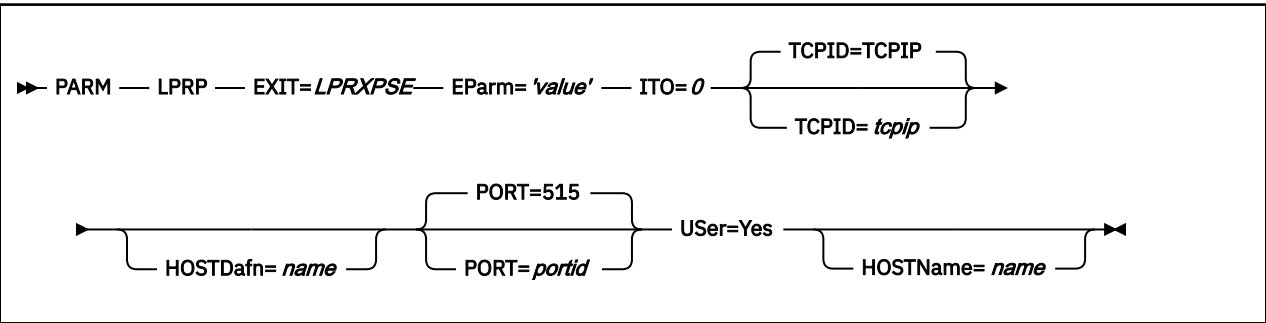 TCPID=TCPIP
PARM LPRP EXIT=LPRXPSE EParm='value' ITO=0
TCPID=tcpip
PORT=515
USer=Yes
HOSTDafn=name PORT=portid HOSTName=name